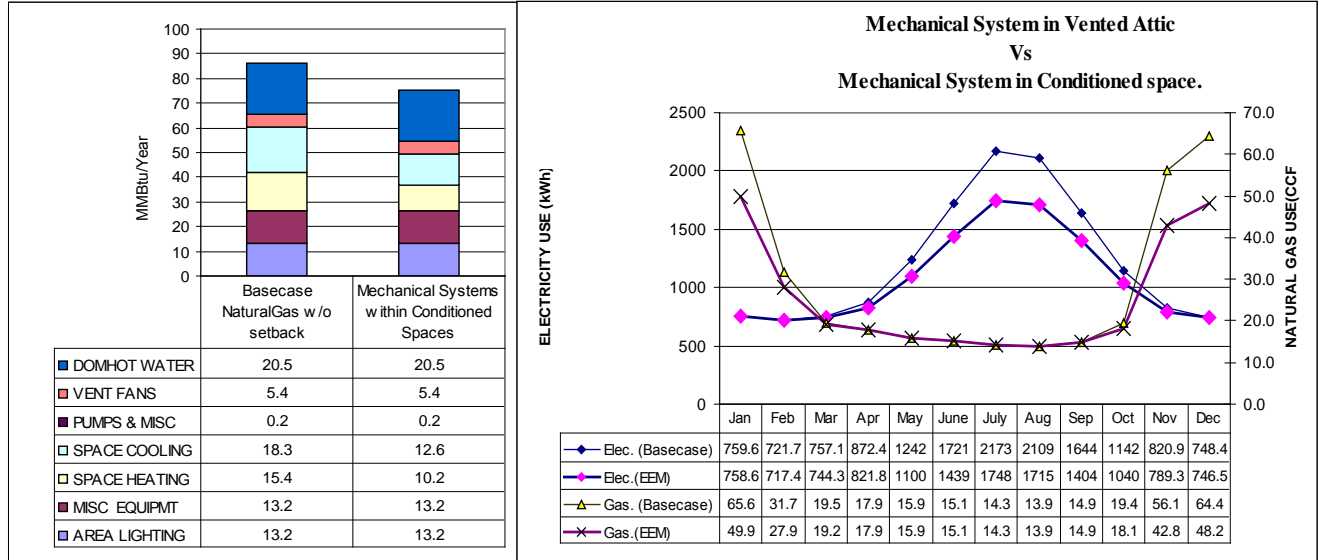 100
90
80
70
60
50
40
30
20
10
0
MMBtu/Year
Basecase NaturalGas w/o setback
Mechanical Systems within Conditioned Spaces
DOMHOT WATER 20.5 20.5
VENT FANS 5.4 5.4
PUMPS & MISC 0.2 0.2
SPACE COOLING 18.3 12.6
SPACE HEATING 15.4 10.2
MISC EQUIPMT 13.2 13.2
AREA LIGHTING 13.2 13.2
Mechanical System in Vented Attic
Vs
Mechanical System in Conditioned space.
2500
2000
1500
1000
500
0
ELECTRICITY USE (kWh)
70.0
60.0
50.0
40.0
30.0
20.0
10.0
0.0
NATURAL GAS USE(CCF
Jan Feb Mar Apr May June July Aug Sep Oct Nov Dec
Elec. (Basecase) 759.6 721.7 757.1 872.4 1242 1721 2173 2109 1644 1142 820.9 748.4
Elec.(EEM) 758.6 717.4 744.3 821.8 1100 1439 1748 1715 1404 1040 789.3 746.5
Gas. (Basecase) 65.6 31.7 19.5 17.9 15.9 15.1 14.3 13.9 14.9 19.4 56.1 64.4
Gas.(EEM) 49.9 27.9 19.2 17.9 15.9 15.1 14.3 13.9 14.9 18.1 42.8 48.2